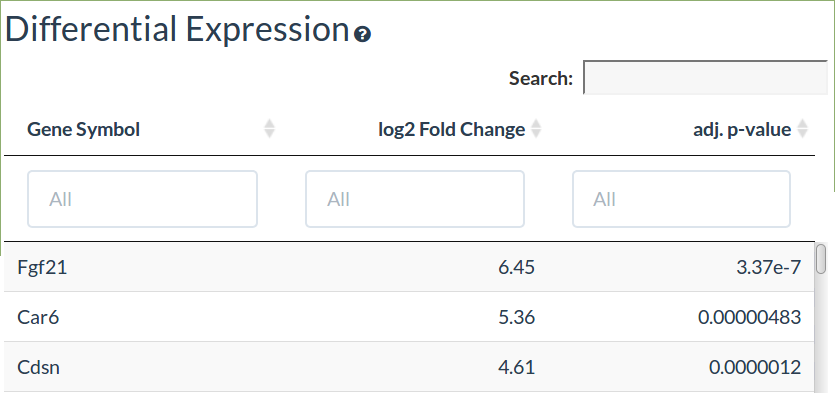 Differential Expression ?
Search:
Gene Symbol log2 Fold Change adj. p-value
All All All
Fgf21 6.45 3.37e-7
Car6 5.36 0.00000483
Cdsn 4.61 0.0000012